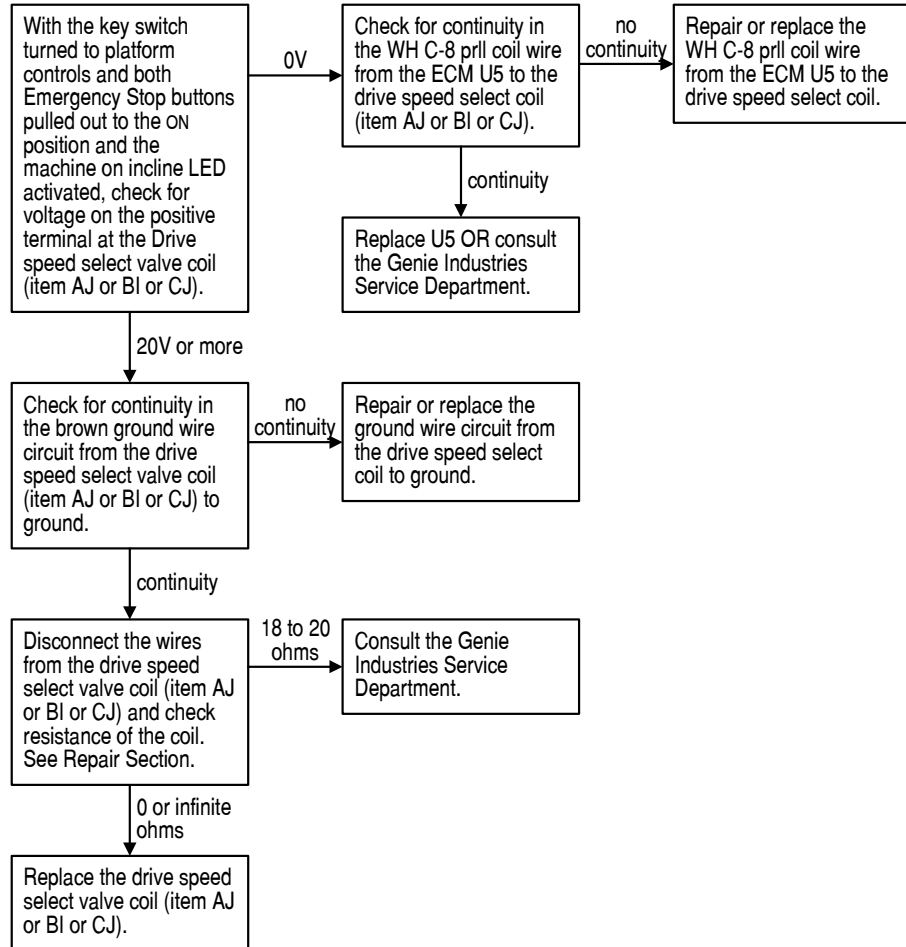 With the key switch
turned to platform
controls and both
Emergency Stop buttons
pulled out to the ON
position and the
machine on incline LED
activated, check for
voltage on the positive
terminal at the Drive
speed select valve coil
(item AJ or BI or CJ).
0V
Check for continuity in
the WH C-8 prll coil wire
from the ECM U5 to the
drive speed select coil
(item AJ or BI or CJ).
no
continuity
Repair or replace the
WH C-8 prll coil wire
from the ECM U5 to the
drive speed select coil.
continuity
Replace U5 OR consult
the Genie Industries
Service Department.
20V or more
Check for continuity in
the brown ground wire
circuit from the drive
speed select valve coil
(item AJ or BI or CJ) to
ground.
no
continuity
Repair or replace the
ground wire circuit from
the drive speed select
coil to ground.
continuity
Disconnect the wires
from the drive speed
select valve coil (item AJ
or BI or CJ) and check
resistance of the coil.
See Repair Section.
18 to 20
ohms
Consult the Genie
Industries Service
Department.
0 or infinite
ohms
Replace the drive speed
select valve coil (item AJ
or BI or CJ).